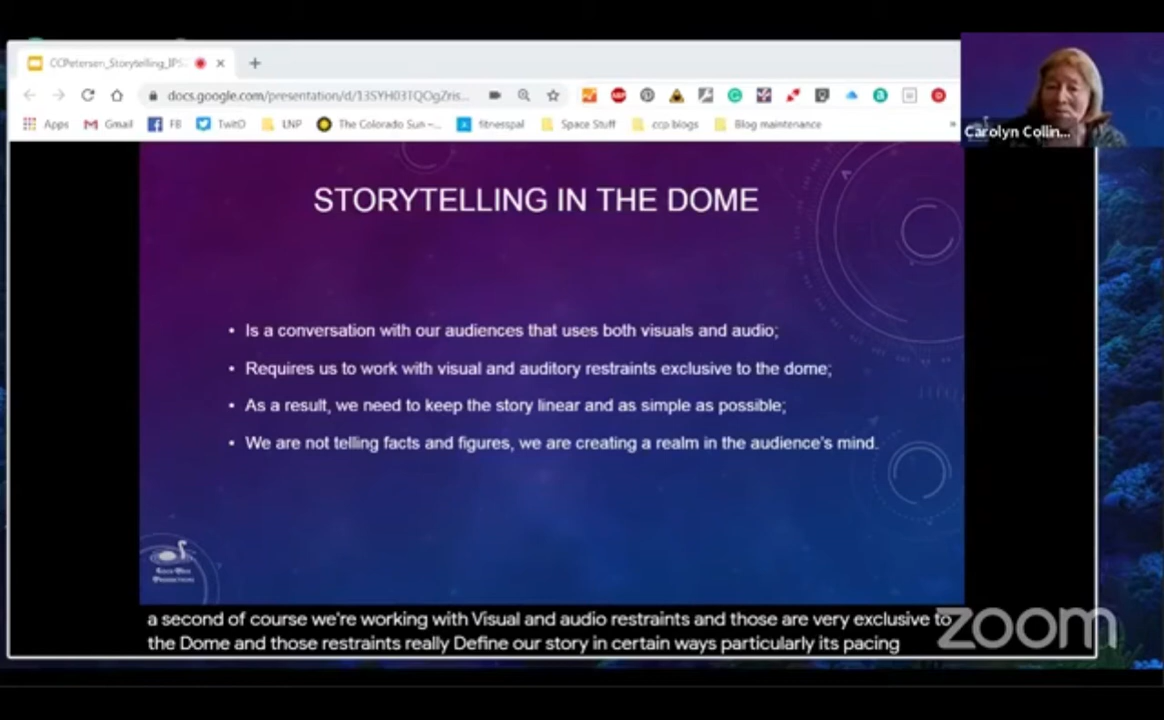 CCPetersen_Storytelling_IPS
docs.google.com/presentation/d/13SYH03TQOgZris...
Apps Gmail FB TwitD LNP The Colorado Sun –... fitnesspal Space Stuff ccp blogs Blog maintenance »
Carolyn Collin...
STORYTELLING IN THE DOME
• Is a conversation with our audiences that uses both visuals and audio;
• Requires us to work with visual and auditory restraints exclusive to the dome;
• As a result, we need to keep the story linear and as simple as possible;
• We are not telling facts and figures, we are creating a realm in the audience's mind.
a second of course we're working with Visual and audio restraints and those are very exclusive to
the Dome and those restraints really Define our story in certain ways particularly its pacing
zoom